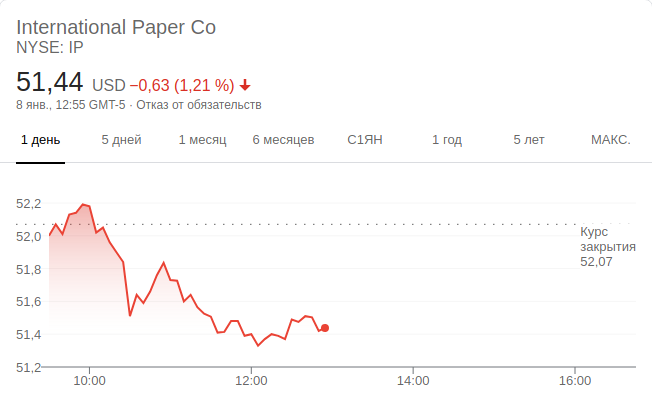 International Paper Co
NYSE: IP
51,44 USD −0,63 (1,21 %)
8 янв., 12:55 GMT-5 · Отказ от обязательств
1 день 5 дней 1 месяц 6 месяцев С1ЯН 1 год 5 лет МАКС.
52,2
52,0
51,8
51,6
51,4
51,2
Курс
закрытия
52,07
10:00 12:00 14:00 16:00